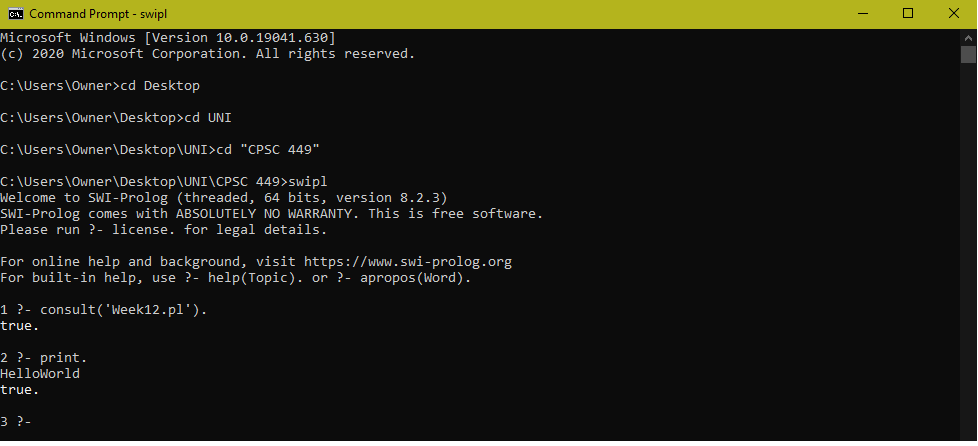 Command Prompt - swipl
Microsoft Windows [Version 10.0.19041.630]
(c) 2020 Microsoft Corporation. All rights reserved.
C:\Users\Owner>cd Desktop
C:\Users\Owner\Desktop>cd UNI
C:\Users\Owner\Desktop\UNI>cd "CPSC 449"
C:\Users\Owner\Desktop\UNI\CPSC 449>swipl
Welcome to SWI-Prolog (threaded, 64 bits, version 8.2.3)
SWI-Prolog comes with ABSOLUTELY NO WARRANTY. This is free software.
Please run ?- license. for legal details.
For online help and background, visit https://www.swi-prolog.org
For built-in help, use ?- help(Topic). or ?- apropos(Word).
1 ?- consult('Week12.pl').
true.
2 ?- print.
HelloWorld
true.
3 ?-